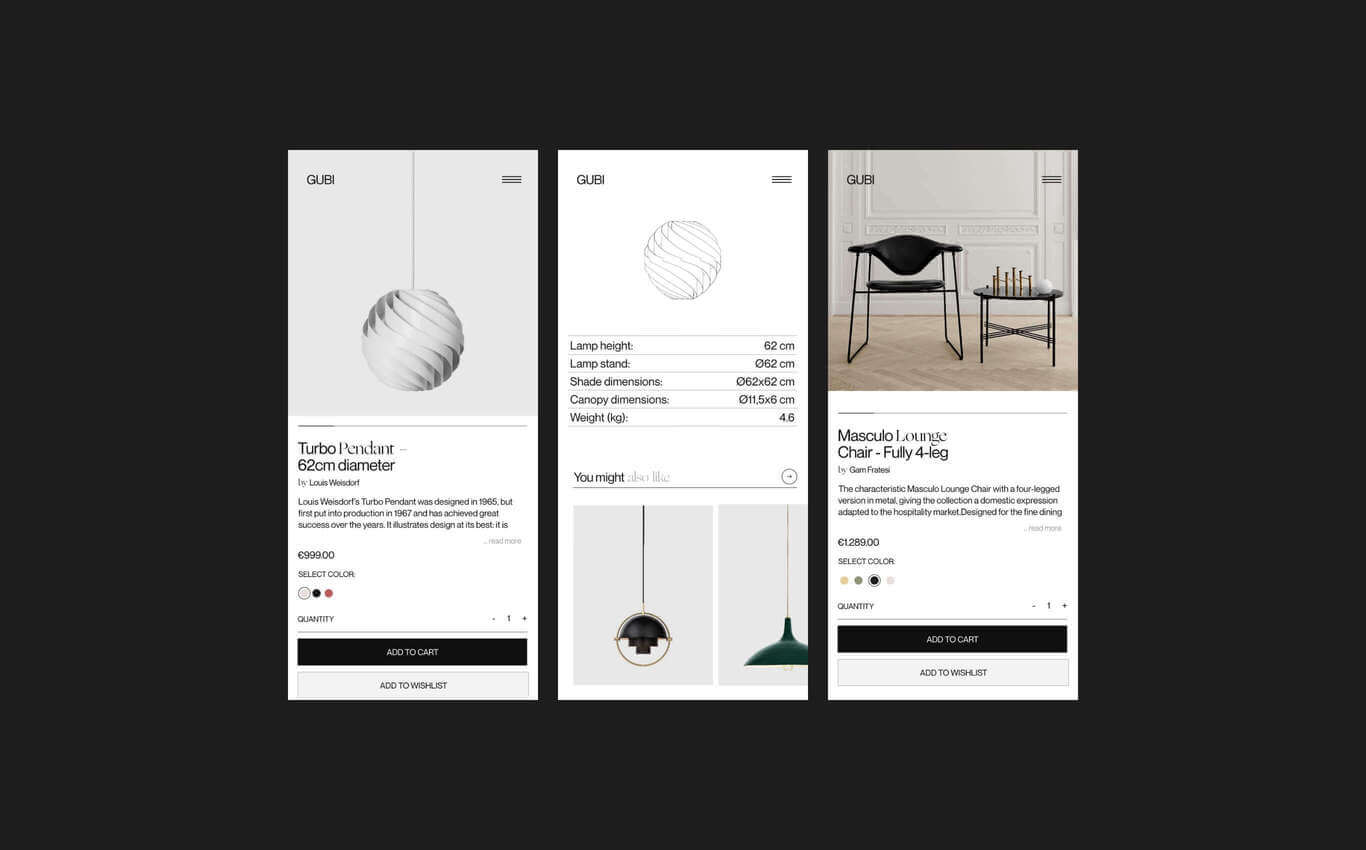 GUBI
Turbo Pendant –
62cm diameter
by Louis Weisdorf
Louis Weisdorf's Turbo Pendant was designed in 1965, but
first put into production in 1967 and has achieved great
success over the years. It illustrates design at its best: it is
... read more
€999.00
SELECT COLOR:
QUANTITY - 1 +
ADD TO CART
ADD TO WISHLIST
GUBI
Lamp height: 62 cm
Lamp stand: Ø62 cm
Shade dimensions: Ø62x62 cm
Canopy dimensions: Ø11,5x6 cm
Weight (kg): 4.6
You might also like
GUBI
Masculo Lounge
Chair - Fully 4-leg
by Gam Fratesi
The characteristic Masculo Lounge Chair with a four-legged
version in metal, giving the collection a domestic expression
adapted to the hospitality market.Designed for the fine dining
... read more
€1.289.00
SELECT COLOR:
QUANTITY - 1 +
ADD TO CART
ADD TO WISHLIST